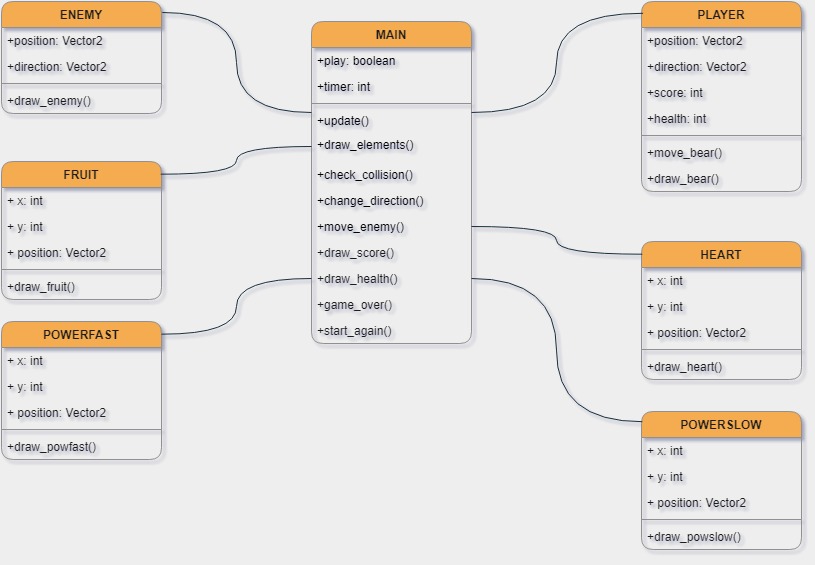 ENEMY
+position: Vector2
+direction: Vector2
+draw_enemy()
FRUIT
+ x: int
+ y: int
+ position: Vector2
+draw_fruit()
POWERFAST
+ x: int
+ y: int
+ position: Vector2
+draw_powfast()
MAIN
+play: boolean
+timer: int
+update()
+draw_elements()
+check_collision()
+change_direction()
+move_enemy()
+draw_score()
+draw_health()
+game_over()
+start_again()
PLAYER
+position: Vector2
+direction: Vector2
+score: int
+health: int
+move_bear()
+draw_bear()
HEART
+ x: int
+ y: int
+ position: Vector2
+draw_heart()
POWERSLOW
+ x: int
+ y: int
+ position: Vector2
+draw_powslow()